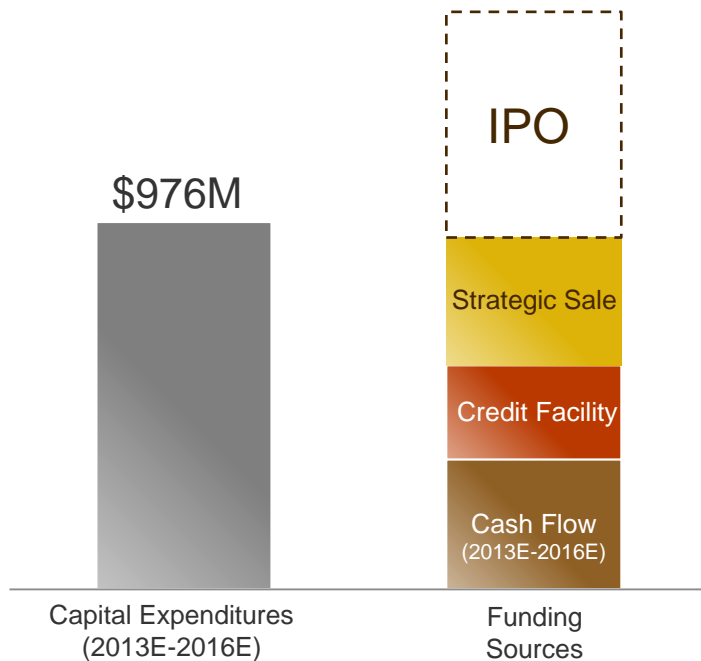 $976M
Capital Expenditures
(2013E-2016E)
IPO
Strategic Sale
Credit Facility
Cash Flow
(2013E-2016E)
Funding
Sources